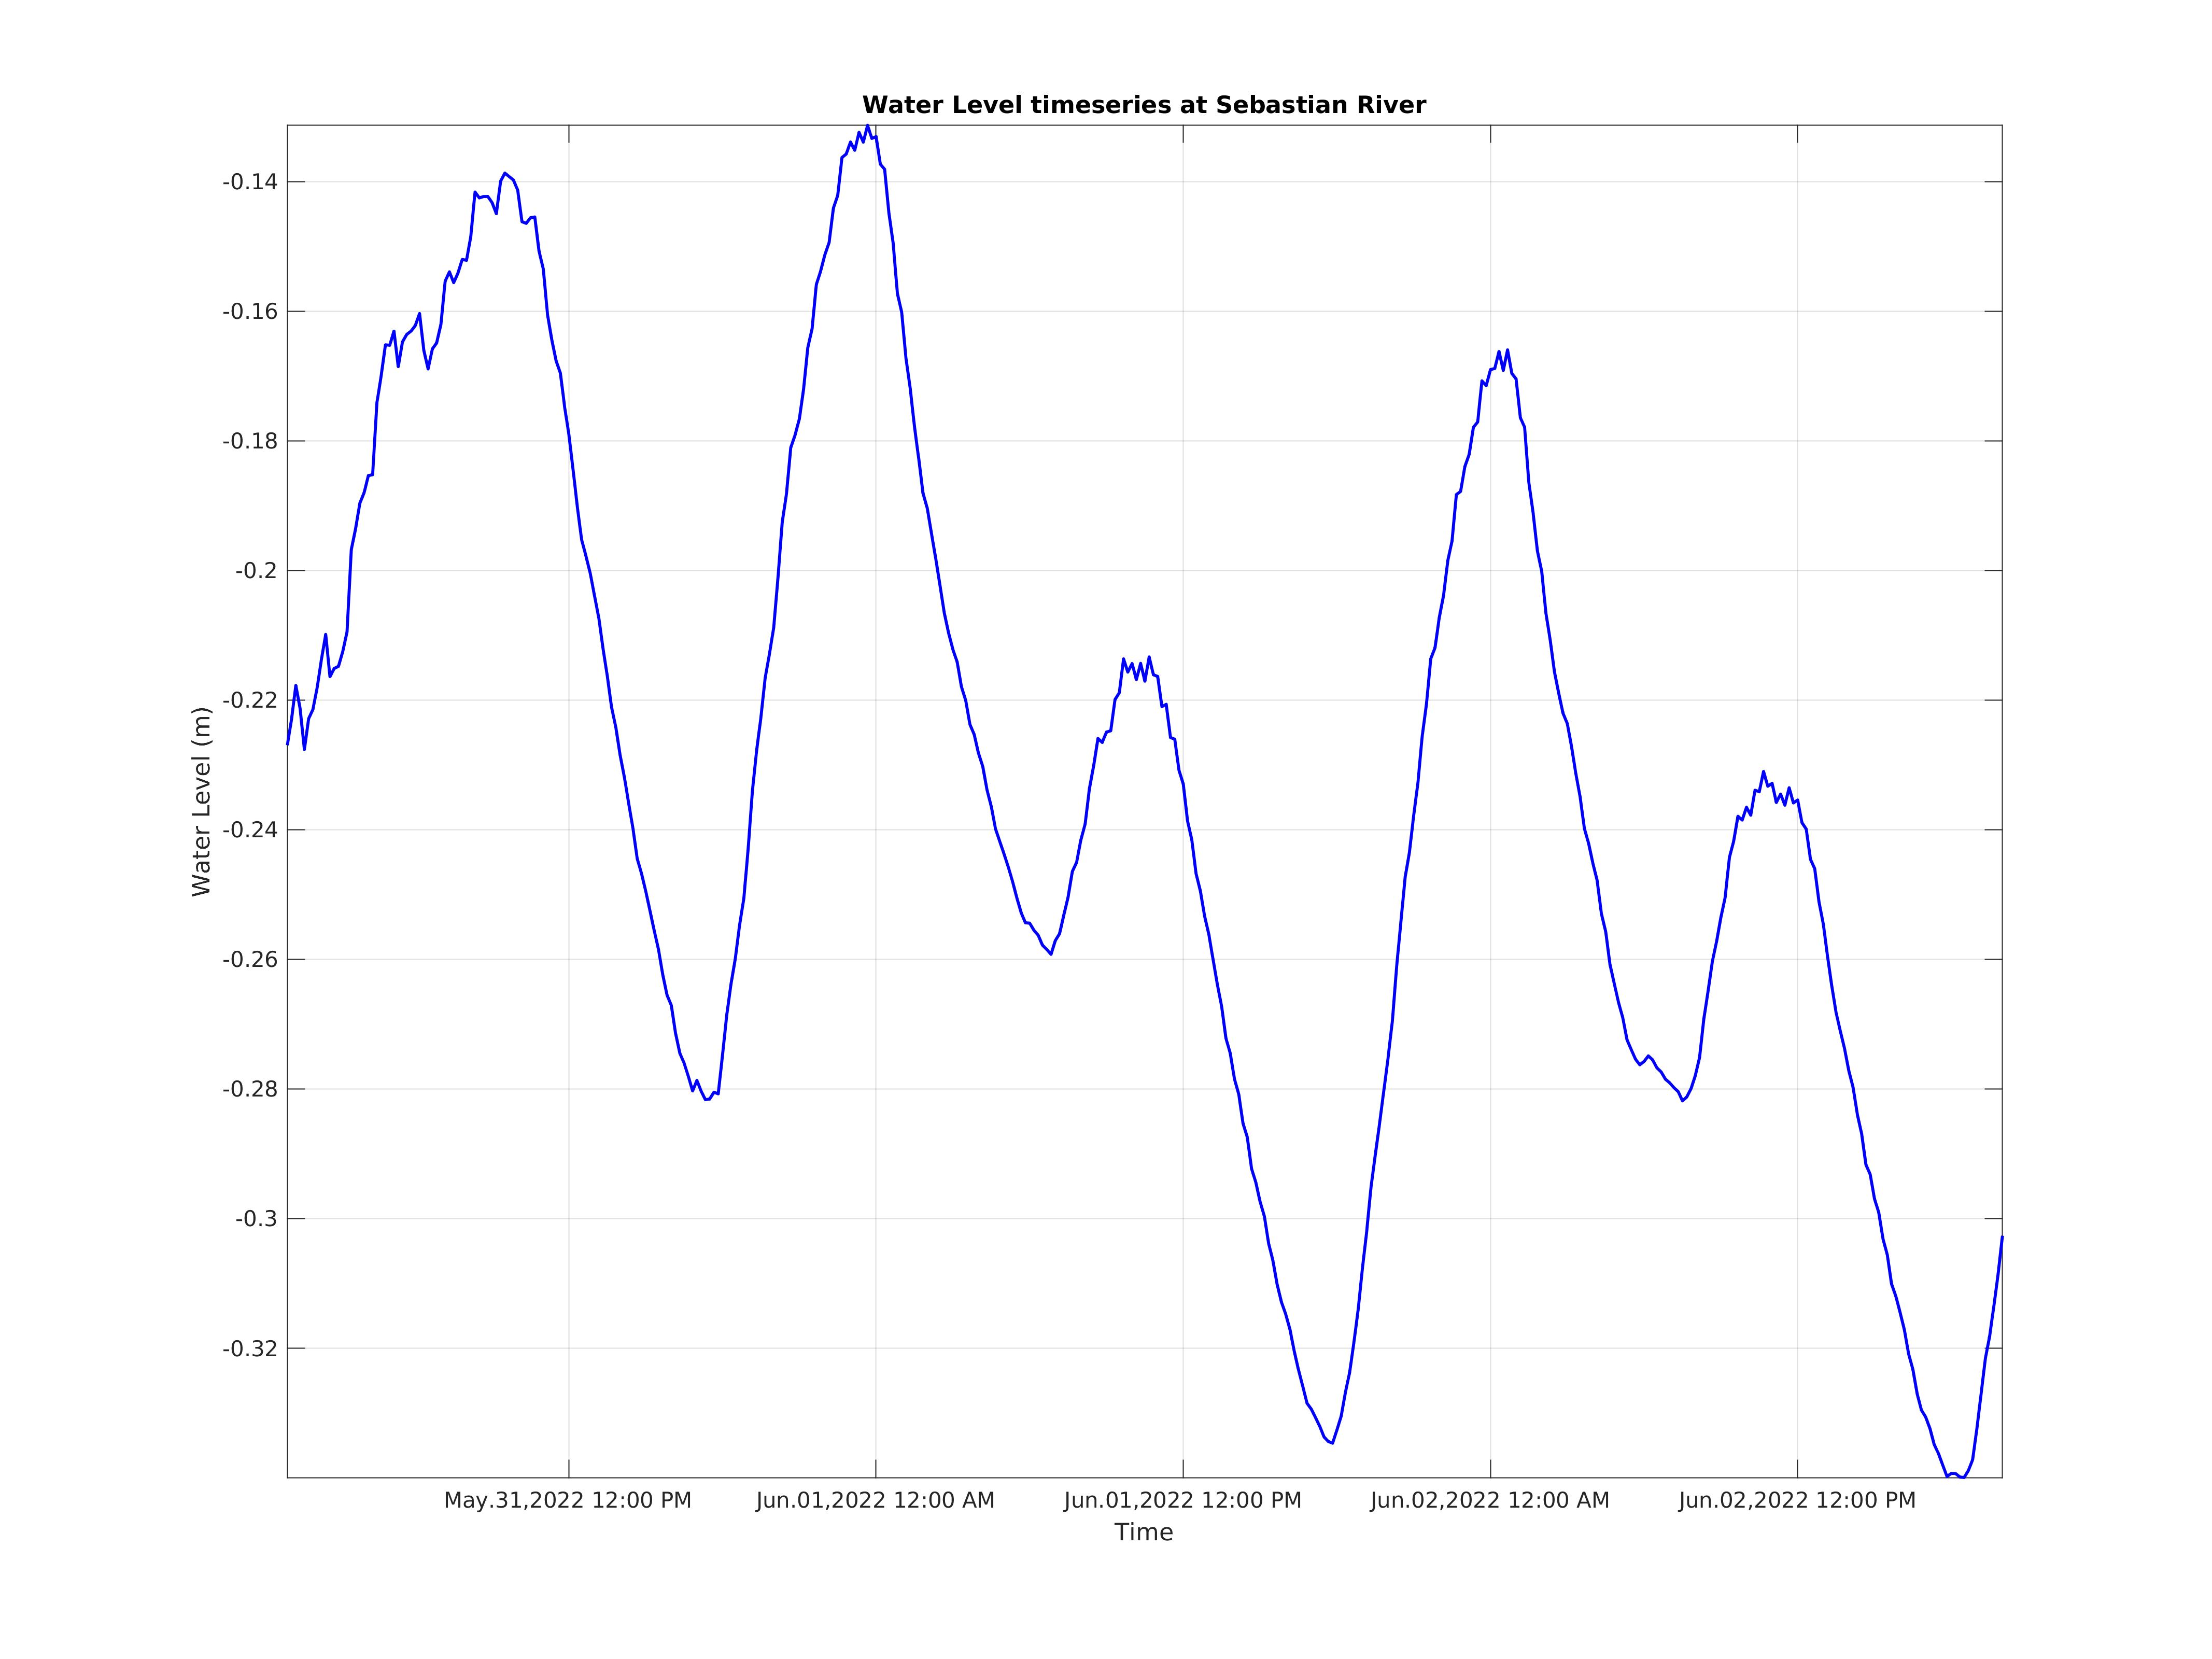 Water Level timeseries at Sebastian River
-0.14
-0.16
-0.18
-0.2
-0.22
-0.24
-0.26
-0.28
-0.3
-0.32
Water Level (m)
May.31,2022 12:00 PM
Jun.01,2022 12:00 AM
Jun.01,2022 12:00 PM
Jun.02,2022 12:00 AM
Jun.02,2022 12:00 PM
Time